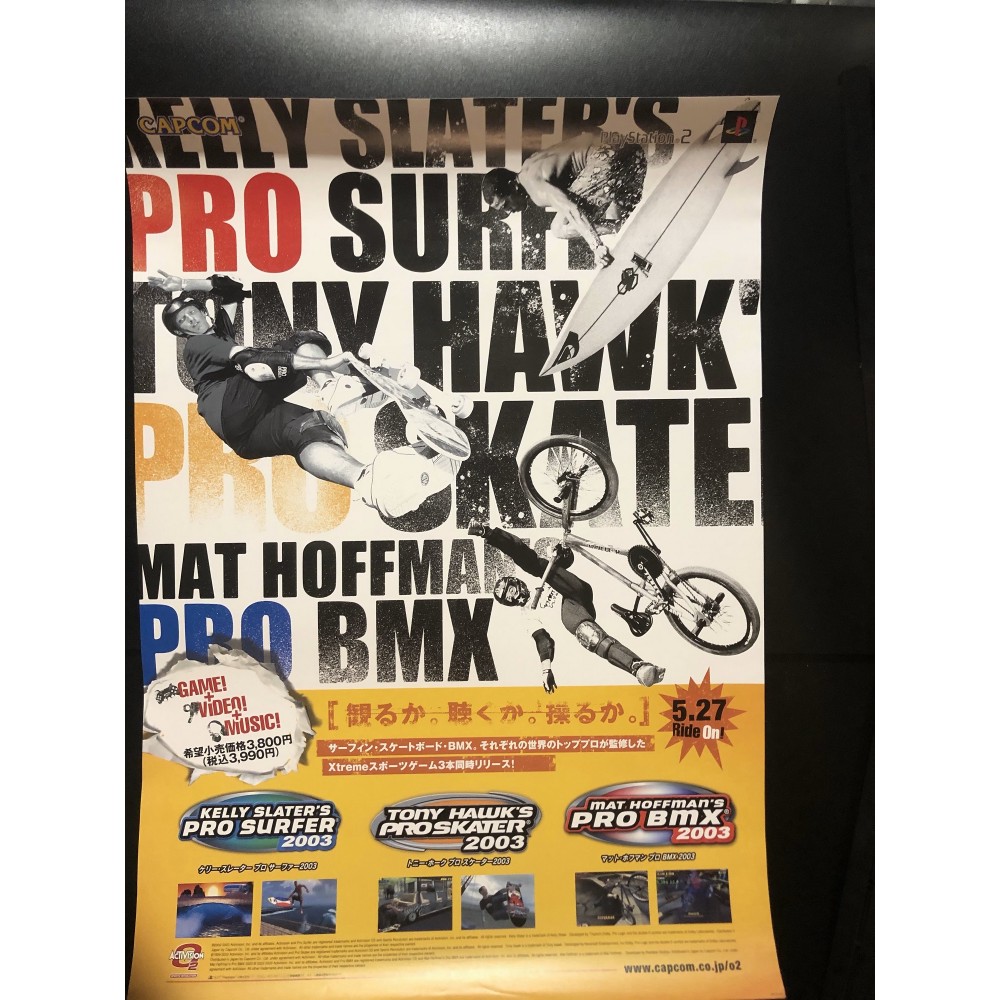 KELLY SLATER'S
CAPCOM®
PlayStation 2
PRO SURF
TONY HAWK'
PRO SKATE
MAT HOFFMAN'S
PRO BMX
GAME!
+
VIDEO!
+
MUSIC!
希望小売価格3,800円
(税込3,990円)
[観るか。聴くか。操るか。]
5.27
Ride On!
サーフィン・スケートボード・BMX。それぞれの世界のトッププロが監修した
Xtremeスポーツゲーム3本同時リリース!
KELLY SLATER'S
PRO SURFER
2003
ケリー・スレーター プロ サーファー2003
TONY HAWK'S
PRO SKATER
2003
トニー・ホーク プロ スケーター2003
MAT HOFFMAN'S
PRO BMX
2003
マット・ホフマン プロ BMX・2003
ACTIVISION
O2
www.capcom.co.jp/o2